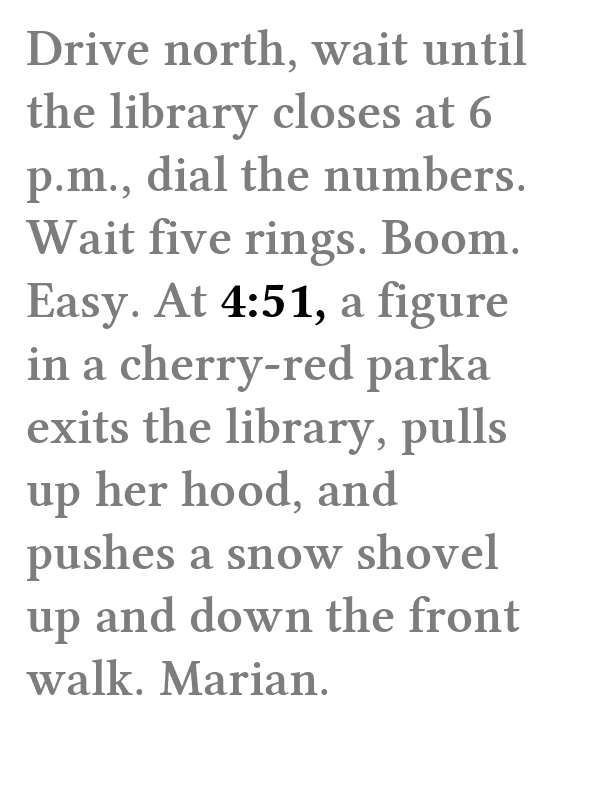 Drive north, wait until
the library closes at 6
p.m., dial the numbers.
Wait five rings. Boom.
Easy. At 4:51, a figure
in a cherry-red parka
exits the library, pulls
up her hood, and
pushes a snow shovel
up and down the front
walk. Marian.